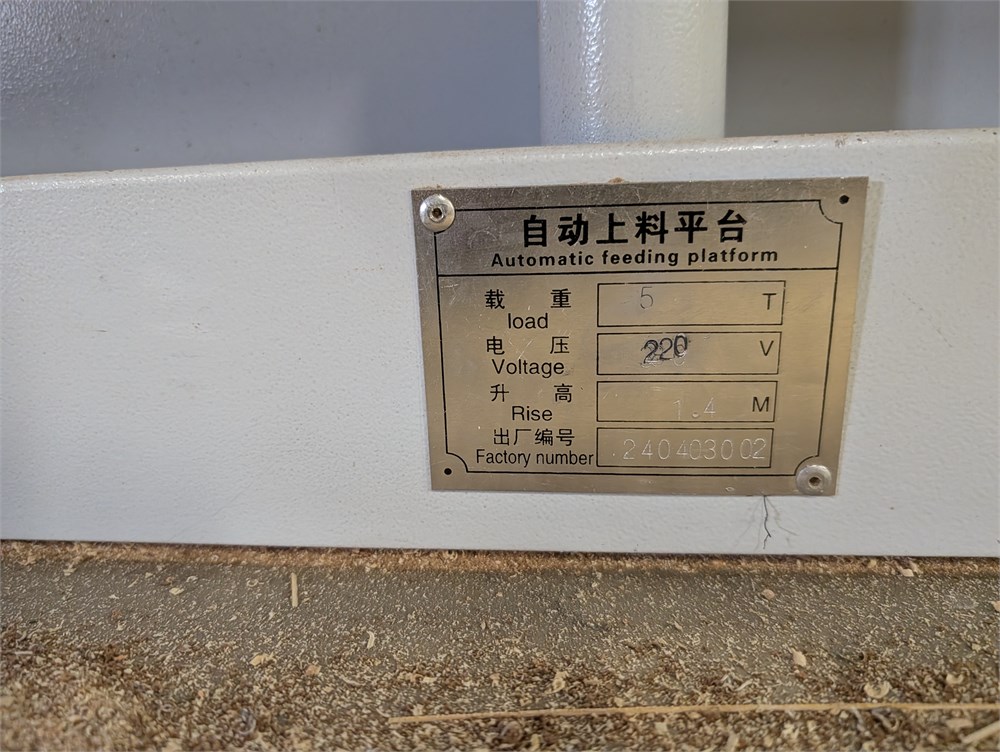 自动上料平台
Automatic feeding platform
载重 5 T
load
电压 220 V
Voltage
升高 1.4 M
Rise
出厂编号 240403002
Factory number